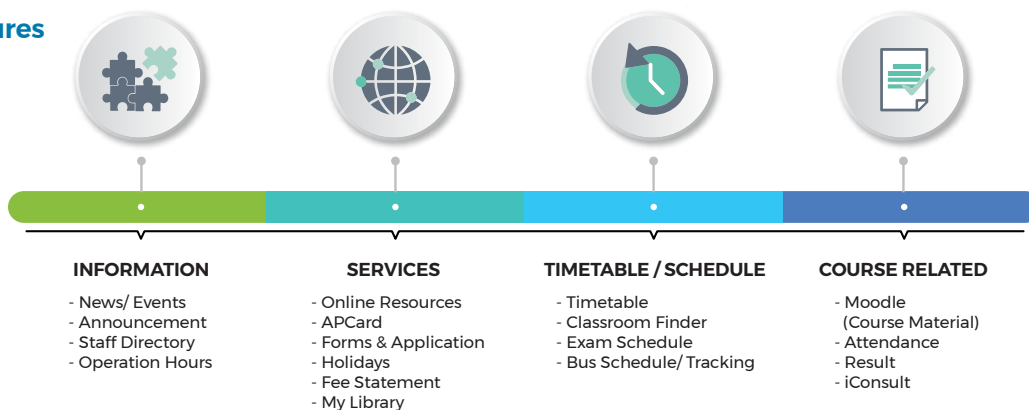 INFORMATION
- News/ Events
- Announcement
- Staff Directory
- Operation Hours
SERVICES
- Online Resources
- APCard
- Forms & Application
- Holidays
- Fee Statement
- My Library
TIMETABLE / SCHEDULE
- Timetable
- Classroom Finder
- Exam Schedule
- Bus Schedule/ Tracking
COURSE RELATED
- Moodle
(Course Material)
- Attendance
- Result
- iConsult